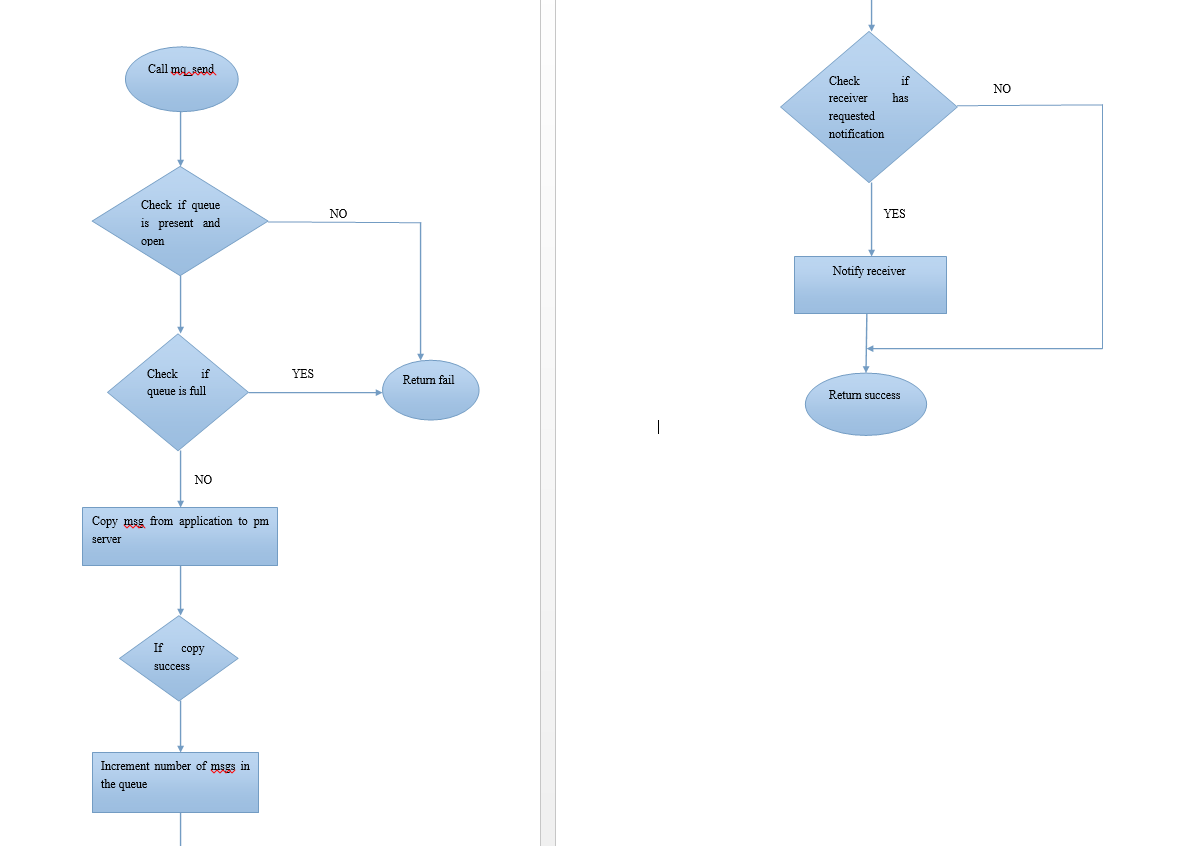 Call mq_send
Check if queue
is present and
open
NO
Check if
queue is full
YES
Return fail
NO
Copy msg from application to pm
server
If copy
success
Increment number of msgs in
the queue
Check if
receiver has
requested
notification
NO
YES
Notify receiver
Return success